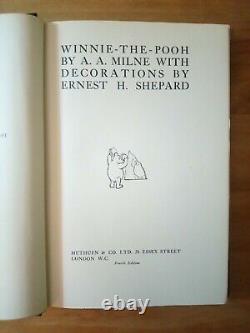 WINNIE-THE-POOH
BY A. A. MILNE WITH
DECORATIONS BY
ERNEST H. SHEPARD
METHUEN & CO. LTD. 36 ESSEX STREET
LONDON W.C.
Fourth Edition